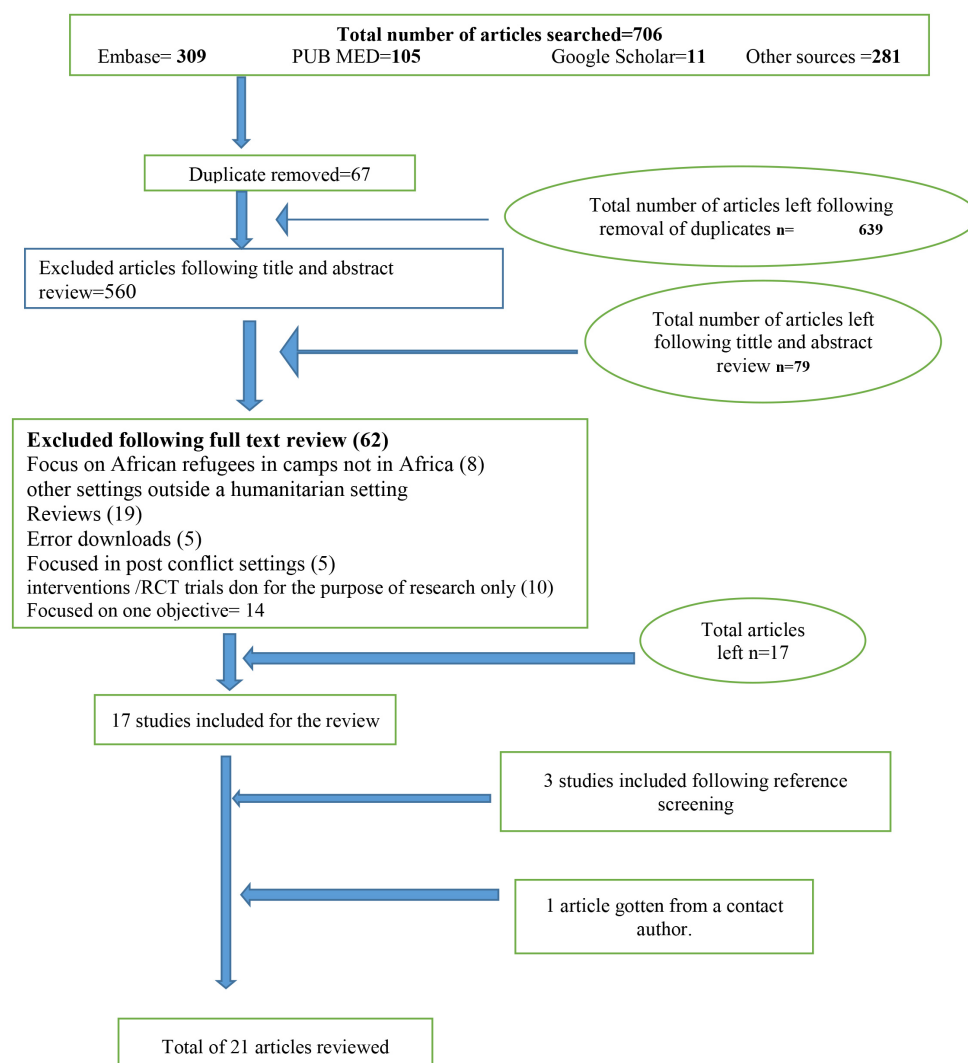 Total number of articles searched=706
Embase= 309 PUB MED=105 Google Scholar=11 Other sources =281
Duplicate removed=67
Total number of articles left following
removal of duplicates n= 639
Excluded articles following title and abstract
review=560
Total number of articles left
following tittle and abstract
review n=79
Excluded following full text review (62)
Focus on African refugees in camps not in Africa (8)
other settings outside a humanitarian setting
Reviews (19)
Error downloads (5)
Focused in post conflict settings (5)
interventions /RCT trials don for the purpose of research only (10)
Focused on one objective= 14
Total articles
left n=17
17 studies included for the review
3 studies included following reference
screening
1 article gotten from a contact
author.
Total of 21 articles reviewed